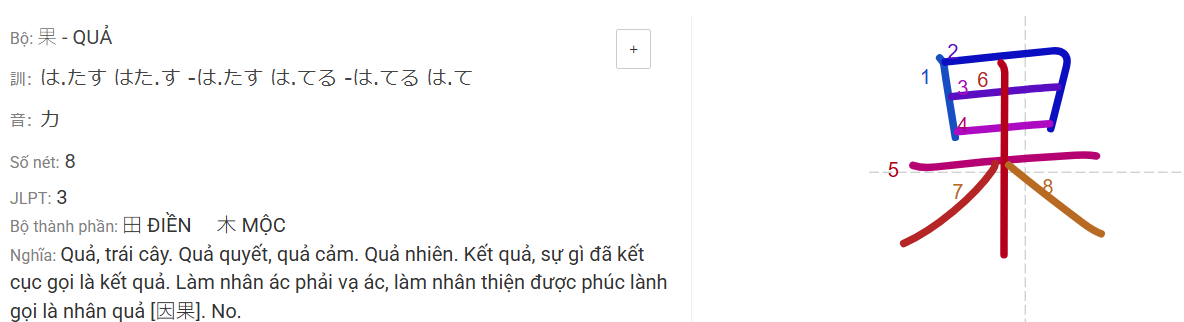 Bộ: 果 - QUẢ
+
訓: は.たす はた.す -は.たす は.てる -は.てる は.て
音: カ
Số nét: 8
JLPT: 3
Bộ thành phần: 田 ĐIỀN 木 MỘC
Nghĩa: Quả, trái cây. Quả quyết, quả cảm. Quả nhiên. Kết quả, sự gì đã kết
cục gọi là kết quả. Làm nhân ác phải vạ ác, làm nhân thiện được phúc lành
gọi là nhân quả [因果]. No.
果
1
2
3
4
5
6
7
8